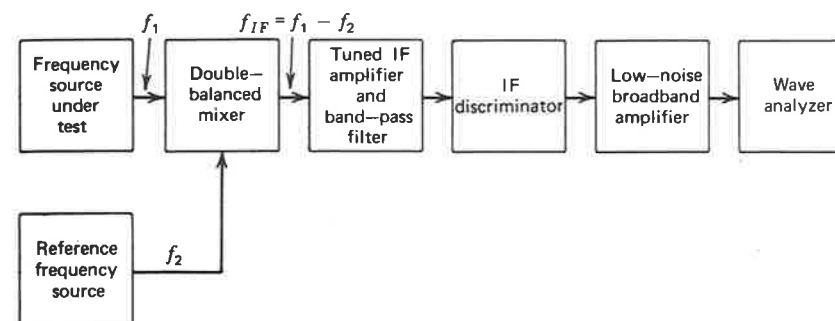 f₁
f_IF = f₁ − f₂
Frequency
source
under
test
Double—
balanced
mixer
Tuned IF
amplifier
and
band—pass
filter
IF
discriminator
Low—noise
broadband
amplifier
Wave
analyzer
Reference
frequency
source
f₂